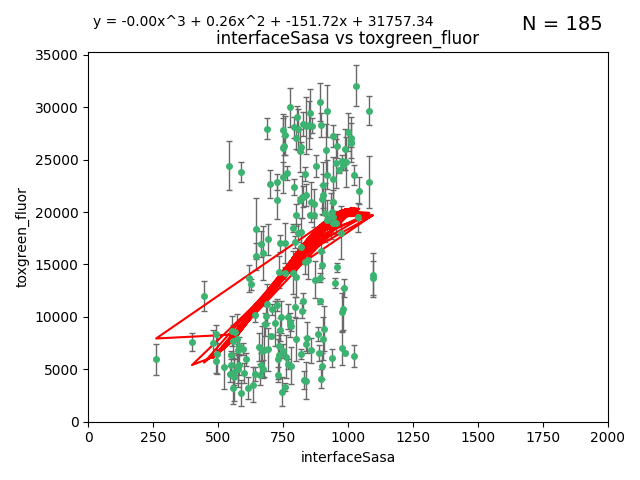 y = -0.00x^3 + 0.26x^2 + -151.72x + 31757.34
N = 185
interfaceSasa vs toxgreen_fluor
35000
30000
25000
20000
15000
10000
5000
0
toxgreen_fluor
0 250 500 750 1000 1250 1500 1750 2000
interfaceSasa